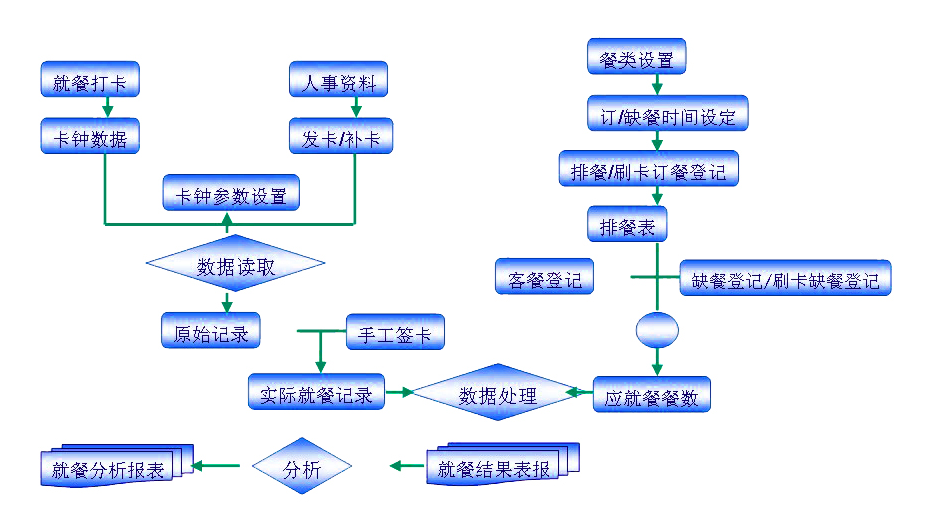 餐类设置
就餐打卡
人事资料
订/缺餐时间设定
卡钟数据
发卡/补卡
排餐/刷卡订餐登记
卡钟参数设置
排餐表
数据读取
客餐登记
缺餐登记/刷卡缺餐登记
原始记录
手工签卡
实际就餐记录
数据处理
应就餐餐数
就餐分析报表
分析
就餐结果表报